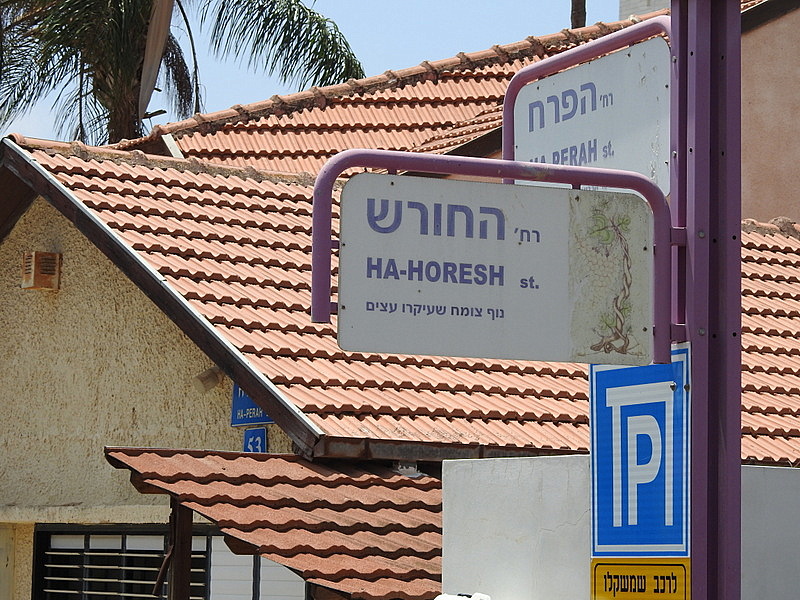 רח׳ הפרח
HA-PERAH st.
רח׳ החורש
HA-HORESH st.
נוף צומח שעיקרו עצים
HA-PERAH
53
P
לרכב שמשקלו